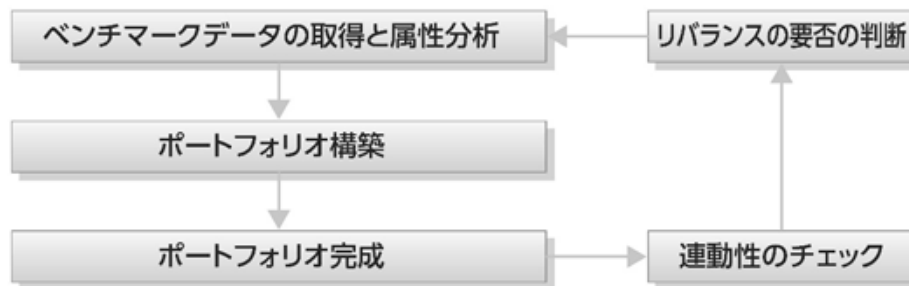 ベンチマークデータの取得と属性分析
リバランスの要否の判断
ポートフォリオ構築
ポートフォリオ完成
連動性のチェック